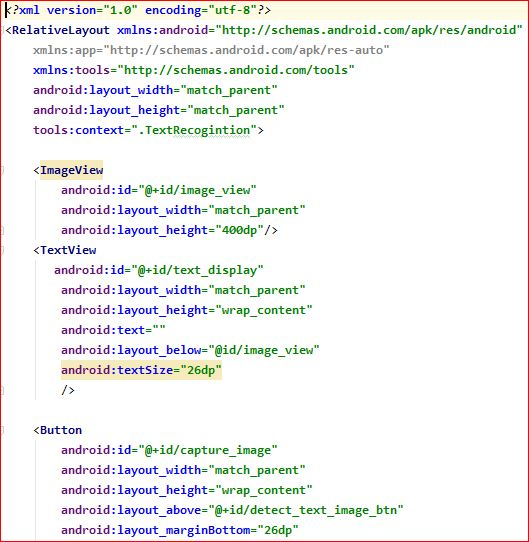 <?xml version="1.0" encoding="utf-8"?>
<RelativeLayout xmlns:android="http://schemas.android.com/apk/res/android"
    xmlns:app="http://schemas.android.com/apk/res-auto"
    xmlns:tools="http://schemas.android.com/tools"
    android:layout_width="match_parent"
    android:layout_height="match_parent"
    tools:context=".TextRecogintion">

    <ImageView
        android:id="@+id/image_view"
        android:layout_width="match_parent"
        android:layout_height="400dp"/>
    <TextView
       android:id="@+id/text_display"
        android:layout_width="match_parent"
        android:layout_height="wrap_content"
        android:text=""
        android:layout_below="@id/image_view"
        android:textSize="26dp"
        />

    <Button
        android:id="@+id/capture_image"
        android:layout_width="match_parent"
        android:layout_height="wrap_content"
        android:layout_above="@+id/detect_text_image_btn"
        android:layout_marginBottom="26dp"